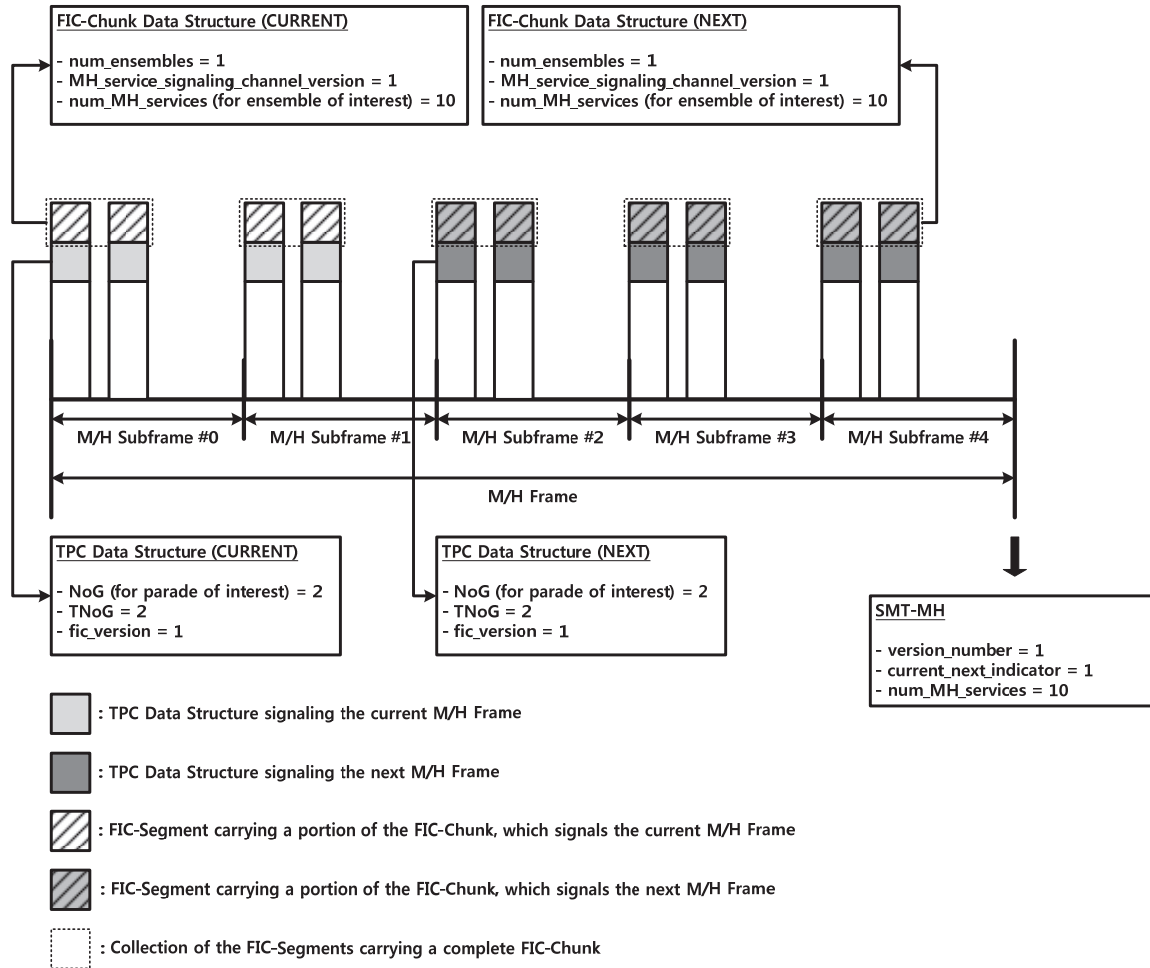 FIC-Chunk Data Structure (CURRENT)
- num_ensembles = 1
- MH_service_signaling_channel_version = 1
- num_MH_services (for ensemble of interest) = 10
FIC-Chunk Data Structure (NEXT)
- num_ensembles = 1
- MH_service_signaling_channel_version = 1
- num_MH_services (for ensemble of interest) = 10
M/H Subframe #0
M/H Subframe #1
M/H Subframe #2
M/H Subframe #3
M/H Subframe #4
M/H Frame
TPC Data Structure (CURRENT)
- NoG (for parade of interest) = 2
- TNoG = 2
- fic_version = 1
TPC Data Structure (NEXT)
- NoG (for parade of interest) = 2
- TNoG = 2
- fic_version = 1
SMT-MH
- version_number = 1
- current_next_indicator = 1
- num_MH_services = 10
: TPC Data Structure signaling the current M/H Frame
: TPC Data Structure signaling the next M/H Frame
: FIC-Segment carrying a portion of the FIC-Chunk, which signals the current M/H Frame
: FIC-Segment carrying a portion of the FIC-Chunk, which signals the next M/H Frame
: Collection of the FIC-Segments carrying a complete FIC-Chunk